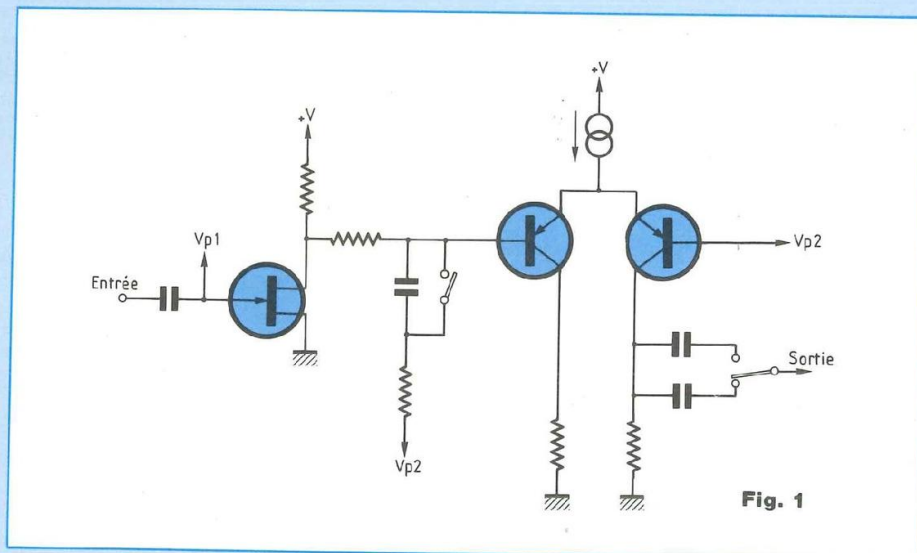 +V
+V
Vp1
Entrée
Vp2
Vp2
Sortie
Fig. 1